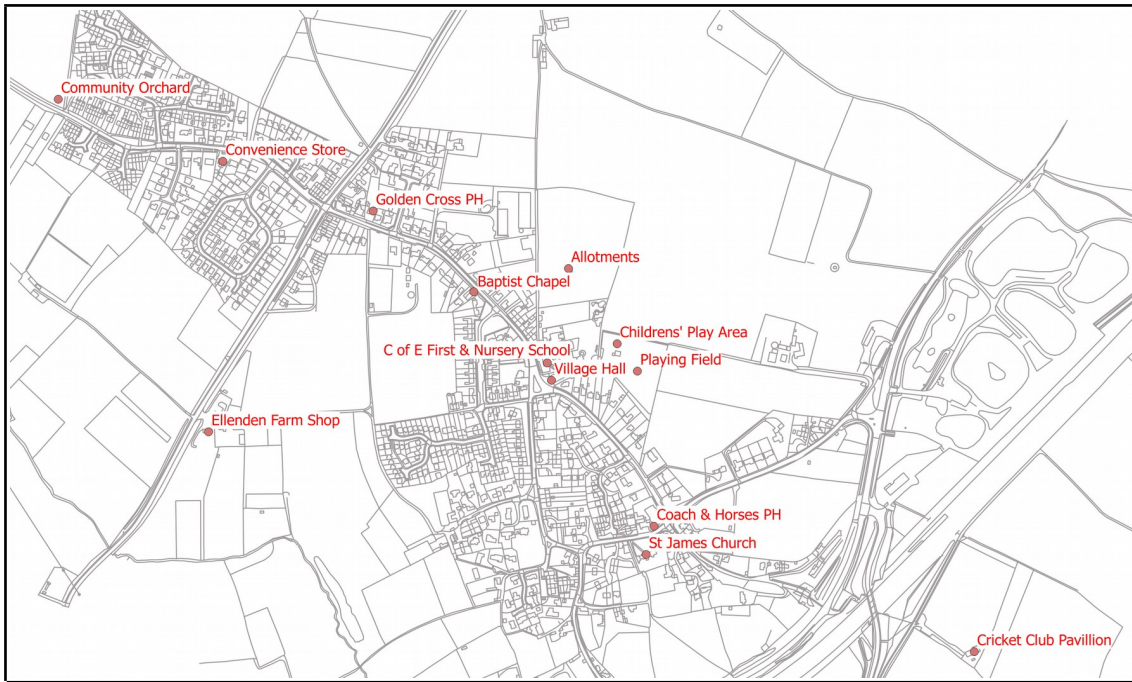 Community Orchard
Convenience Store
Golden Cross PH
Allotments
Baptist Chapel
Childrens' Play Area
C of E First & Nursery School
Playing Field
Village Hall
Ellenden Farm Shop
Coach & Horses PH
St James Church
Cricket Club Pavillion